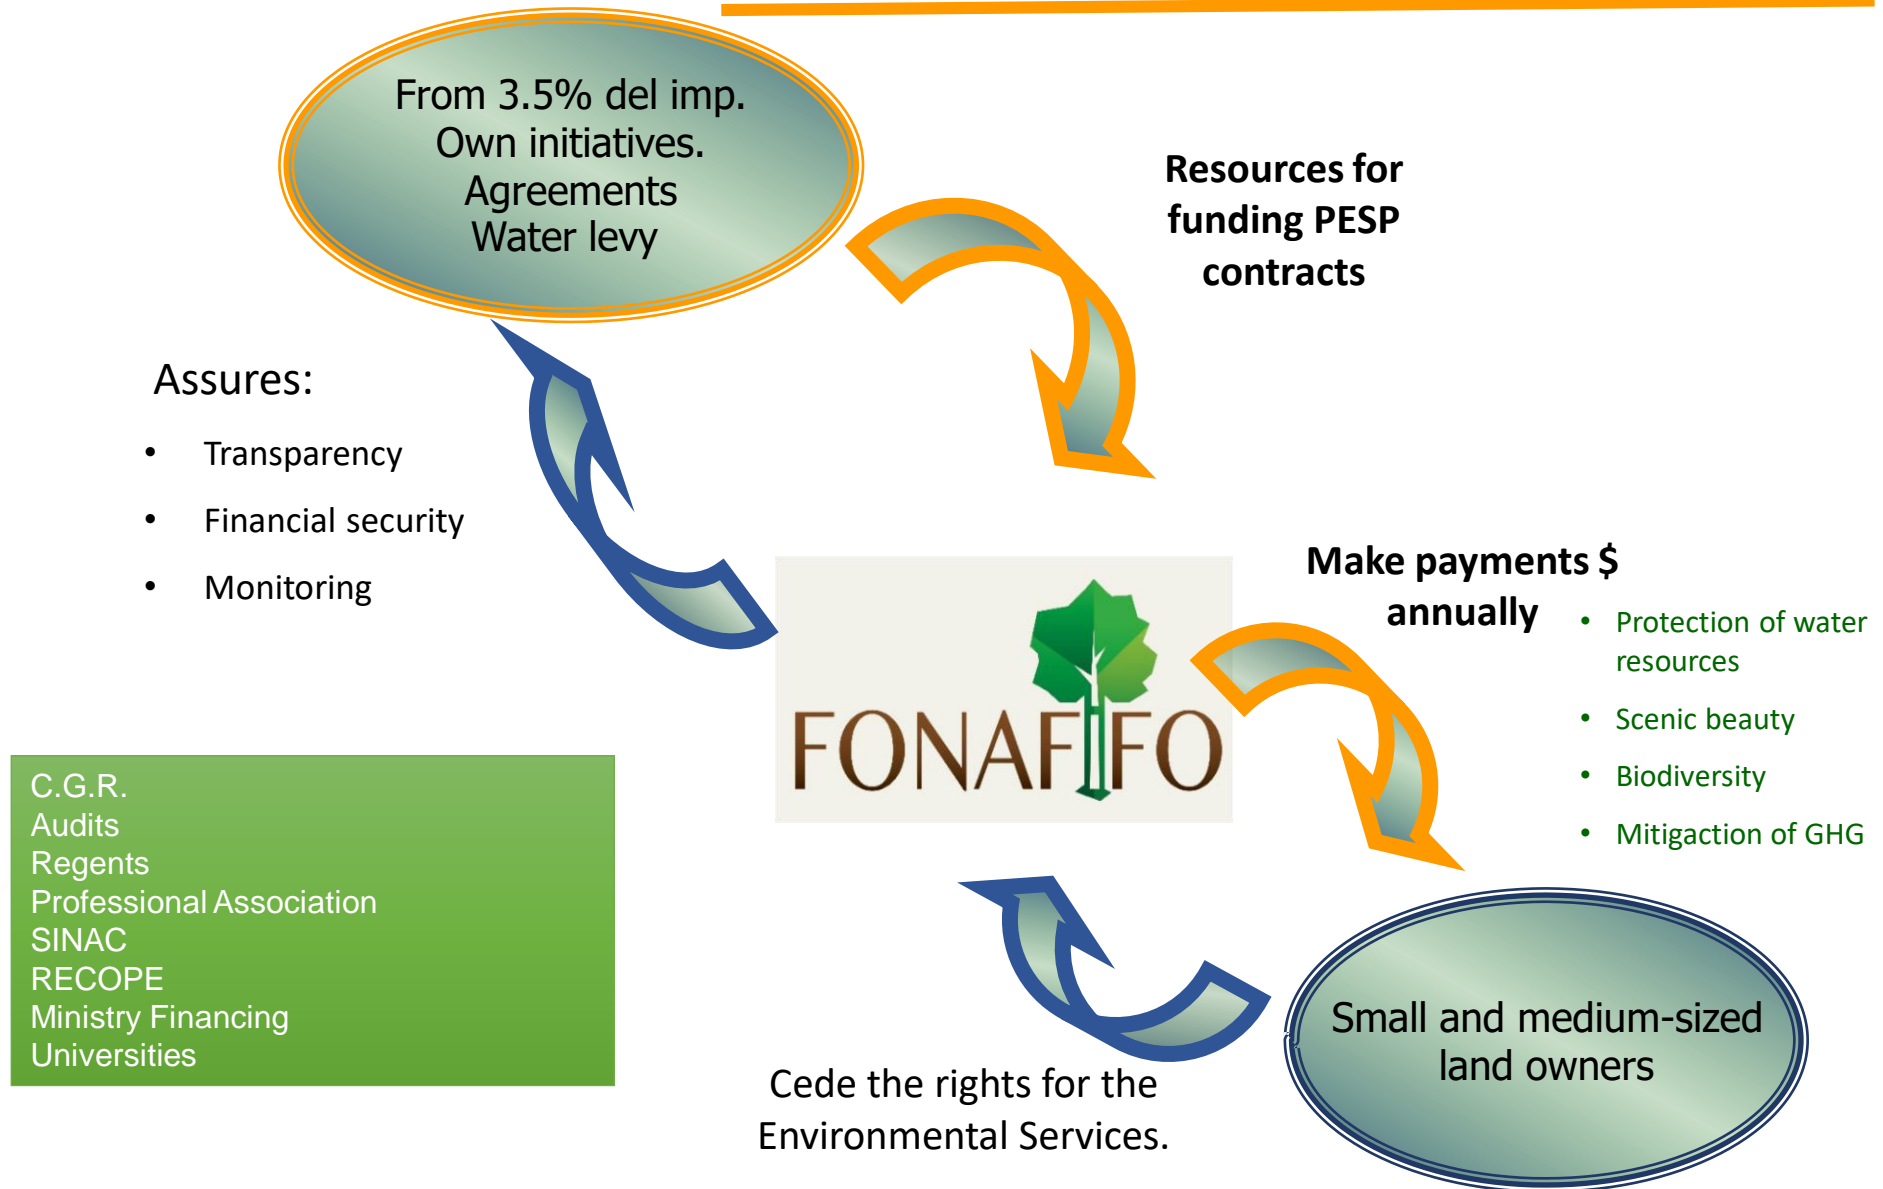 From 3.5% del imp.
Own initiatives.
Agreements
Water levy
Resources for
funding PESP
contracts
Assures:
• Transparency
• Financial security
• Monitoring
FONAFIFO
Make payments $
annually
• Protection of water
resources
• Scenic beauty
• Biodiversity
• Mitigaction of GHG
C.G.R.
Audits
Regents
Professional Association
SINAC
RECOPE
Ministry Financing
Universities
Small and medium-sized
land owners
Cede the rights for the
Environmental Services.